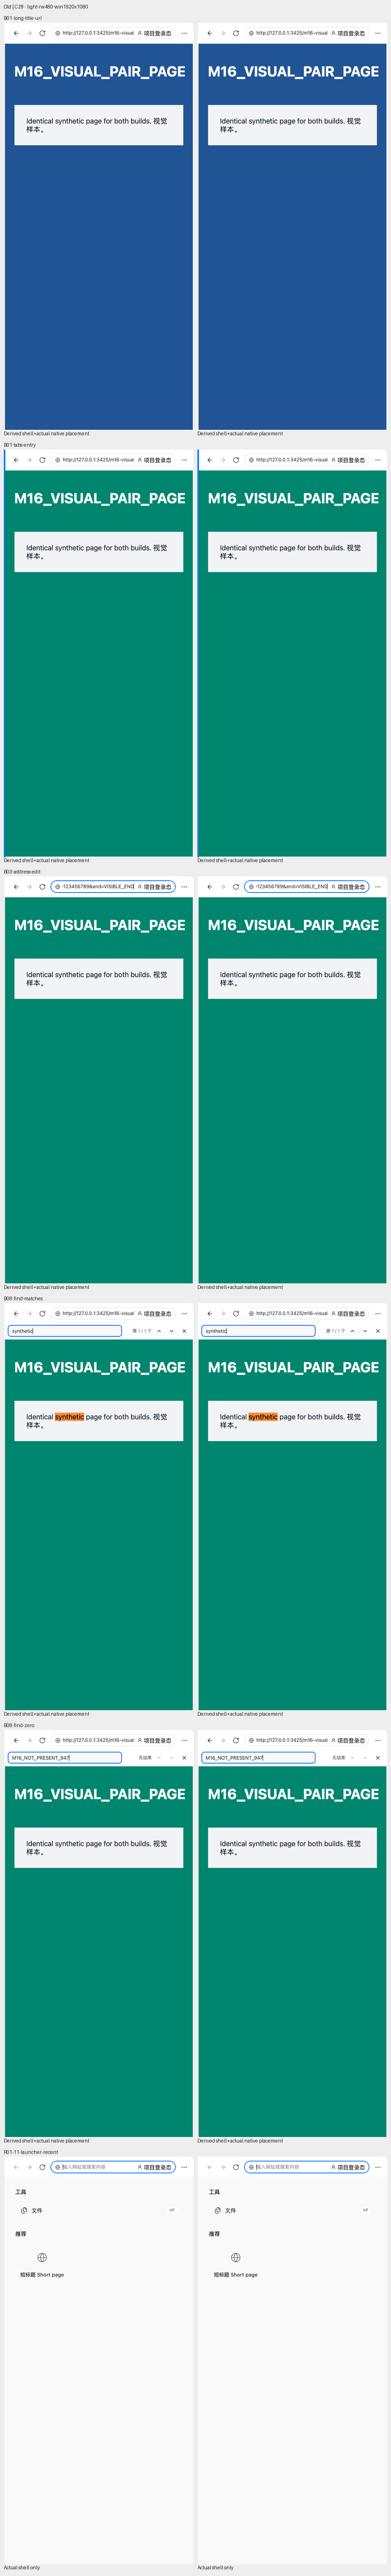 Old | C28 · light rw480 win1920x1080
B01-long-title-url
http://127.0.0.1:3425/m16-visual 项目登录态 http://127.0.0.1:3425/m16-visual 项目登录态
M16_VISUAL_PAIR_PAGE M16_VISUAL_PAIR_PAGE
Identical synthetic page for both builds. 视觉 Identical synthetic page for both builds. 视觉
样本。 样本。
Derived shell+actual native placement Derived shell+actual native placement
B01-tabs-entry
http://127.0.0.1:3425/m16-visual 项目登录态 http://127.0.0.1:3425/m16-visual 项目登录态
M16_VISUAL_PAIR_PAGE M16_VISUAL_PAIR_PAGE
Identical synthetic page for both builds. 视觉 Identical synthetic page for both builds. 视觉
样本。 样本。
Derived shell+actual native placement Derived shell+actual native placement
B03-address-edit
123456789&end=VISIBLE_END 项目登录态 123456789&end=VISIBLE_END 项目登录态
M16_VISUAL_PAIR_PAGE M16_VISUAL_PAIR_PAGE
Identical synthetic page for both builds. 视觉 Identical synthetic page for both builds. 视觉
样本。 样本。
Derived shell+actual native placement Derived shell+actual native placement
B08-find-matches
http://127.0.0.1:3425/m16-visual 项目登录态 http://127.0.0.1:3425/m16-visual 项目登录态
synthetic 第 1 / 1 个 synthetic 第 1 / 1 个
M16_VISUAL_PAIR_PAGE M16_VISUAL_PAIR_PAGE
Identical synthetic page for both builds. 视觉 Identical synthetic page for both builds. 视觉
样本。 样本。
Derived shell+actual native placement Derived shell+actual native placement
B08-find-zero
http://127.0.0.1:3425/m16-visual 项目登录态 http://127.0.0.1:3425/m16-visual 项目登录态
M16_NOT_PRESENT_947 无结果 M16_NOT_PRESENT_947 无结果
M16_VISUAL_PAIR_PAGE M16_VISUAL_PAIR_PAGE
Identical synthetic page for both builds. 视觉 Identical synthetic page for both builds. 视觉
样本。 样本。
Derived shell+actual native placement Derived shell+actual native placement
R01-11-launcher-recent
输入网址或搜索内容 项目登录态 输入网址或搜索内容 项目登录态
工具 工具
文件 ⌘P 文件 ⌘P
推荐 推荐
短标题 Short page 短标题 Short page
Actual shell only Actual shell only